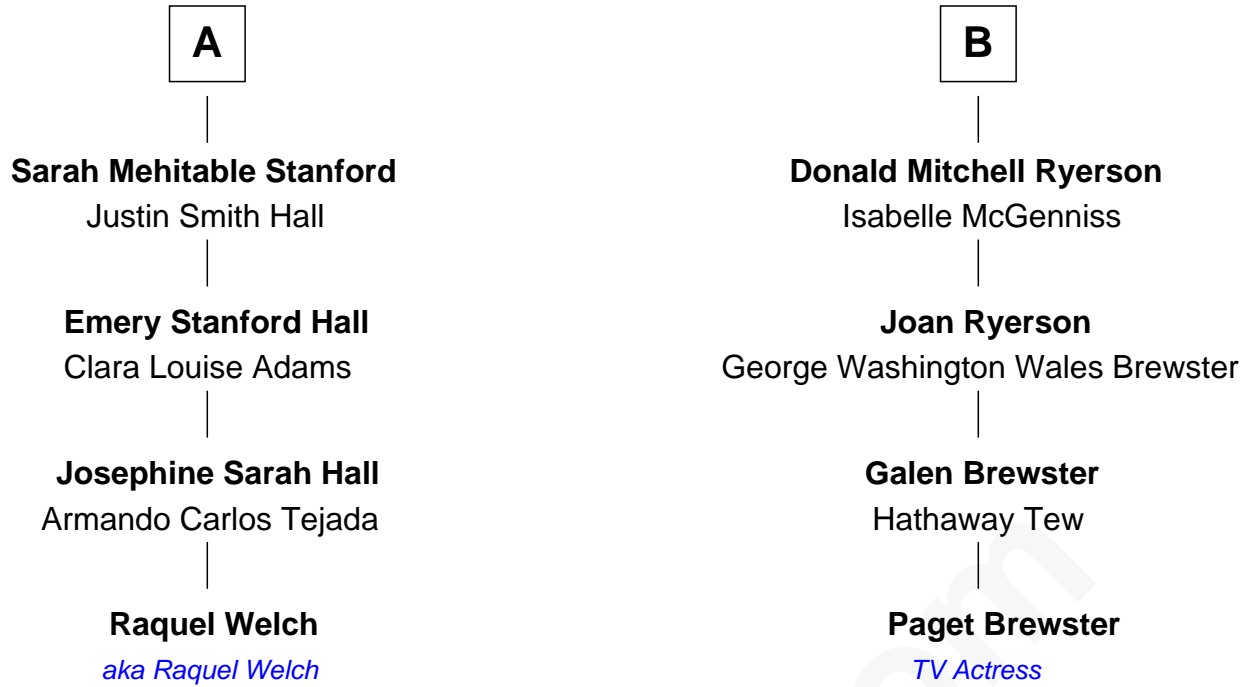 A
Sarah Mehitable Stanford
Justin Smith Hall
Emery Stanford Hall
Clara Louise Adams
Josephine Sarah Hall
Armando Carlos Tejada
Raquel Welch
aka Raquel Welch
B
Donald Mitchell Ryerson
Isabelle McGenniss
Joan Ryerson
George Washington Wales Brewster
Galen Brewster
Hathaway Tew
Paget Brewster
TV Actress
om